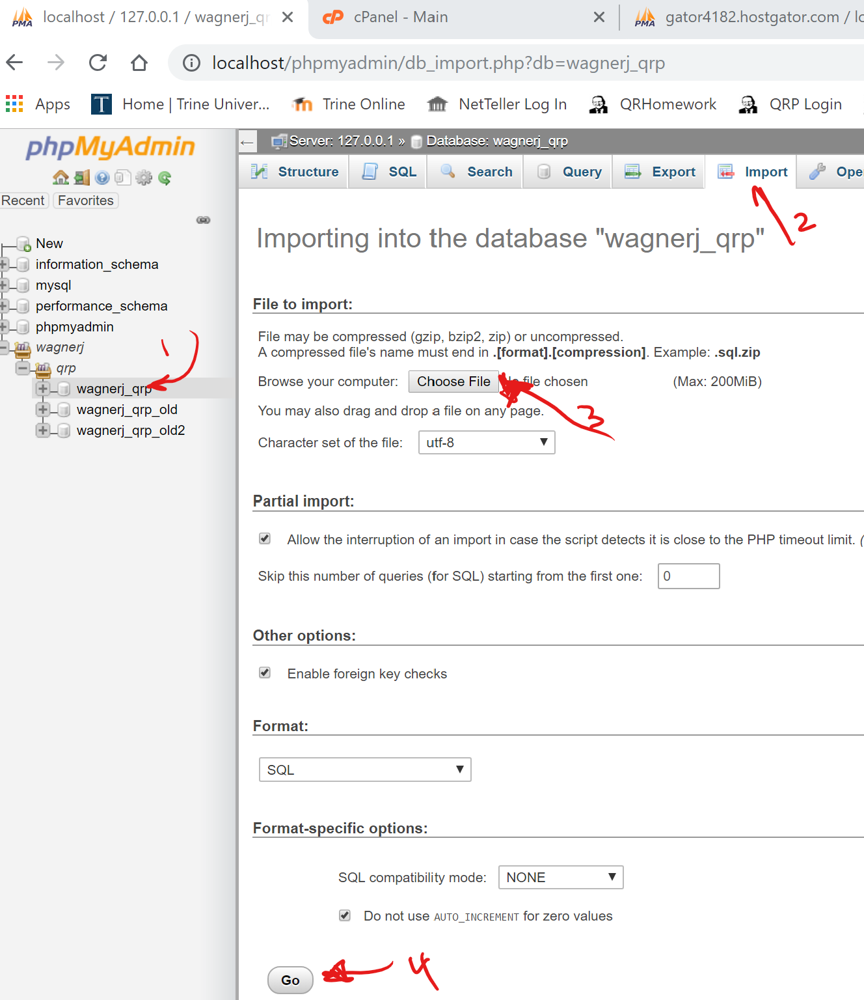 localhost / 127.0.0.1 / wagnerj_qr
cPanel - Main
gator4182.hostgator.com / lo
localhost/phpmyadmin/db_import.php?db=wagnerj_qrp
Apps
Home | Trine Univer...
Trine Online
NetTeller Log In
QRHomework
QRP Login
phpMyAdmin
Recent
Favorites
New
information_schema
mysql
performance_schema
phpmyadmin
wagnerj
qrp
wagnerj_qrp
wagnerj_qrp_old
wagnerj_qrp_old2
1
Server: 127.0.0.1 » Database: wagnerj_qrp
Structure
SQL
Search
Query
Export
Import
Ope
2
Importing into the database "wagnerj_qrp"
File to import:
File may be compressed (gzip, bzip2, zip) or uncompressed.
A compressed file's name must end in .[format].[compression]. Example: .sql.zip
Browse your computer: Choose File No file chosen (Max: 200MiB)
You may also drag and drop a file on any page.
3
Character set of the file: utf-8
Partial import:
Allow the interruption of an import in case the script detects it is close to the PHP timeout limit. (
Skip this number of queries (for SQL) starting from the first one: 0
Other options:
Enable foreign key checks
Format:
SQL
Format-specific options:
SQL compatibility mode: NONE
Do not use AUTO_INCREMENT for zero values
Go
4